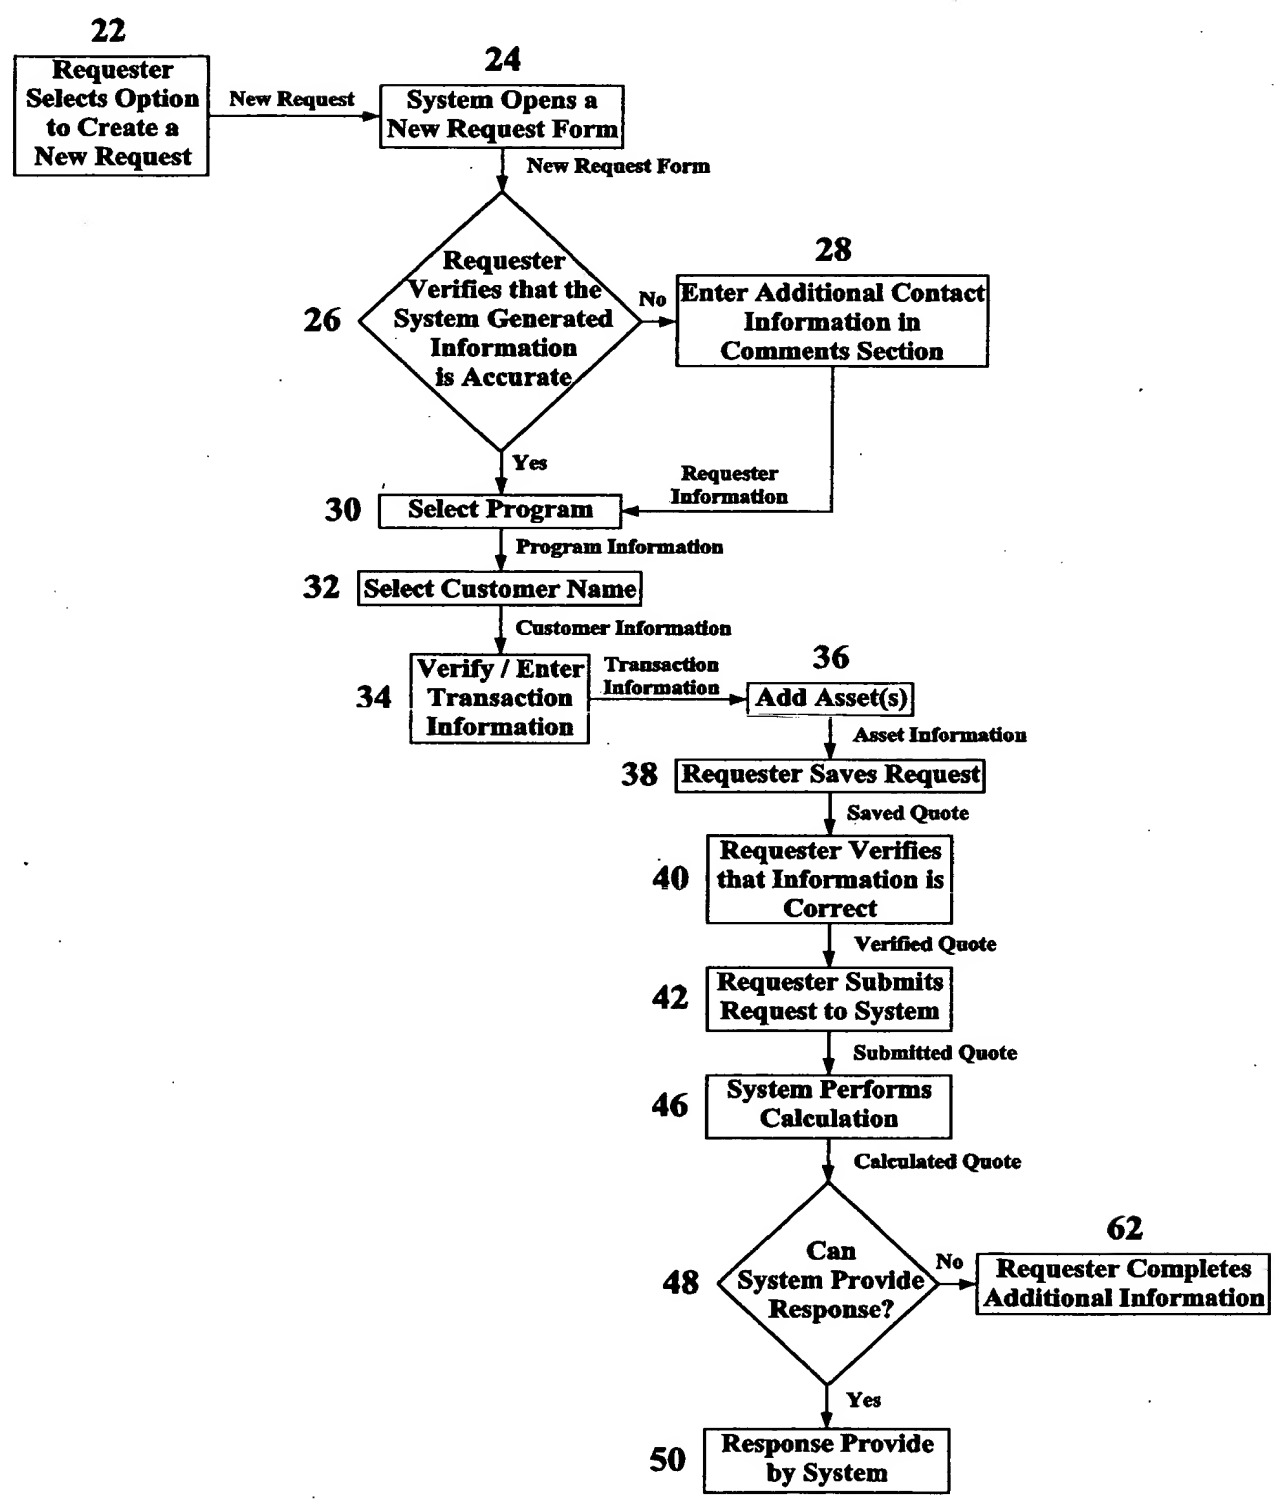 22
Requester
Selects Option
to Create a
New Request
New Request
24
System Opens a
New Request Form
New Request Form
26
Requester
Verifies that the
System Generated
Information
is Accurate
No
28
Enter Additional Contact
Information in
Comments Section
Yes
Requester
Information
30
Select Program
Program Information
32
Select Customer Name
Customer Information
34
Verify / Enter
Transaction
Information
Transaction
Information
36
Add Asset(s)
Asset Information
38
Requester Saves Request
Saved Quote
40
Requester Verifies
that Information is
Correct
Verified Quote
42
Requester Submits
Request to System
Submitted Quote
46
System Performs
Calculation
Calculated Quote
48
Can
System Provide
Response?
No
62
Requester Completes
Additional Information
Yes
50
Response Provide
by System